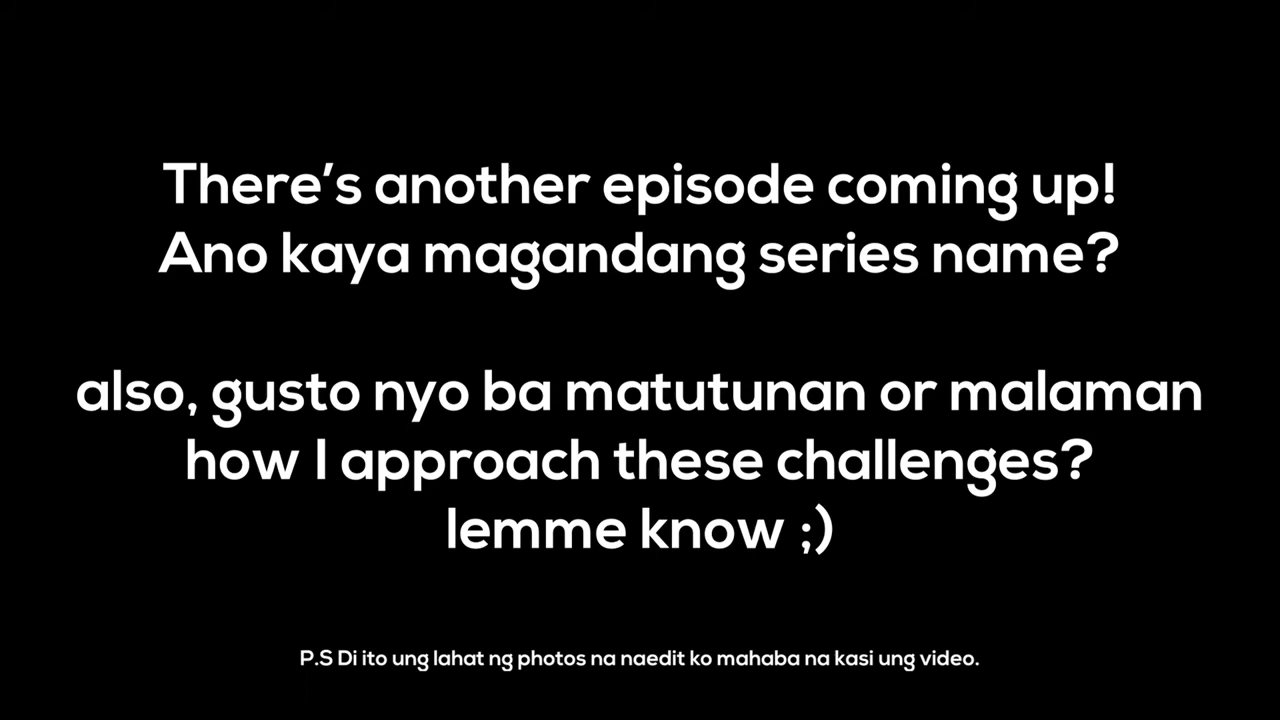 There’s another episode coming up!
Ano kaya magandang series name?
also, gusto nyo ba matutunan or malaman
how I approach these challenges?
lemme know ;)
P.S Di ito ung lahat ng photos na naedit ko mahaba na kasi ung video.